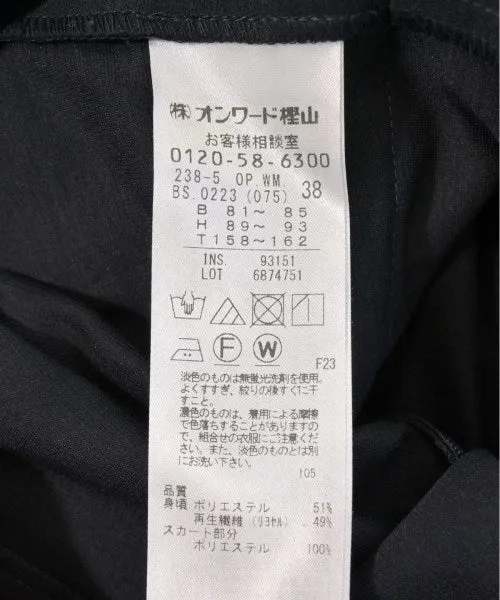 (株)オンワード樫山
お客様相談室
0120-58-6300
238-5 OP.WM.
BS.0223 (075) 38
B 81～ 85
H 89～ 93
T 158～162
INS. 93151
LOT 6874751
F W
F23
淡色のものは無蛍光洗剤を使用。
よくすすぎ、絞りの後すぐに干
すこと。
濃色のものは、着用による摩擦
で色落ちすることがありますの
で、組合せの衣服にご注意くださ
い。また、淡色のものとは別
にお洗い下さい。
105
品質
身頃 ポリエステル 51%
再生繊維(リヨセル) 49%
スカート部分
ポリエステル 100%